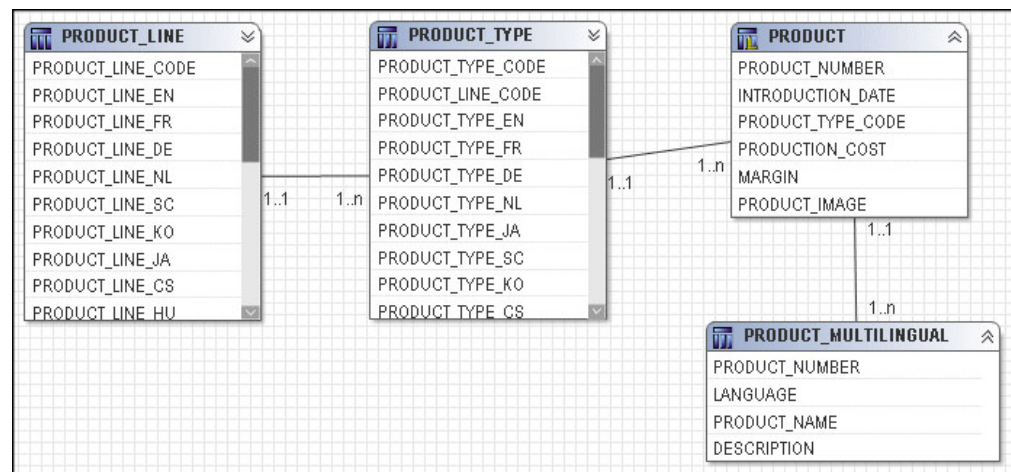 PRODUCT_LINE
PRODUCT_LINE_CODE
PRODUCT_LINE_EN
PRODUCT_LINE_FR
PRODUCT_LINE_DE
PRODUCT_LINE_NL
PRODUCT_LINE_SC
PRODUCT_LINE_KO
PRODUCT_LINE_JA
PRODUCT_LINE_CS
PRODUCT_LINE_HU
1..1
1..n
PRODUCT_TYPE
PRODUCT_TYPE_CODE
PRODUCT_LINE_CODE
PRODUCT_TYPE_EN
PRODUCT_TYPE_FR
PRODUCT_TYPE_DE
PRODUCT_TYPE_NL
PRODUCT_TYPE_JA
PRODUCT_TYPE_SC
PRODUCT_TYPE_KO
PRODUCT_TYPE_CS
1..1
1..n
PRODUCT
PRODUCT_NUMBER
INTRODUCTION_DATE
PRODUCT_TYPE_CODE
PRODUCTION_COST
MARGIN
PRODUCT_IMAGE
1..1
1..n
PRODUCT_MULTILINGUAL
PRODUCT_NUMBER
LANGUAGE
PRODUCT_NAME
DESCRIPTION